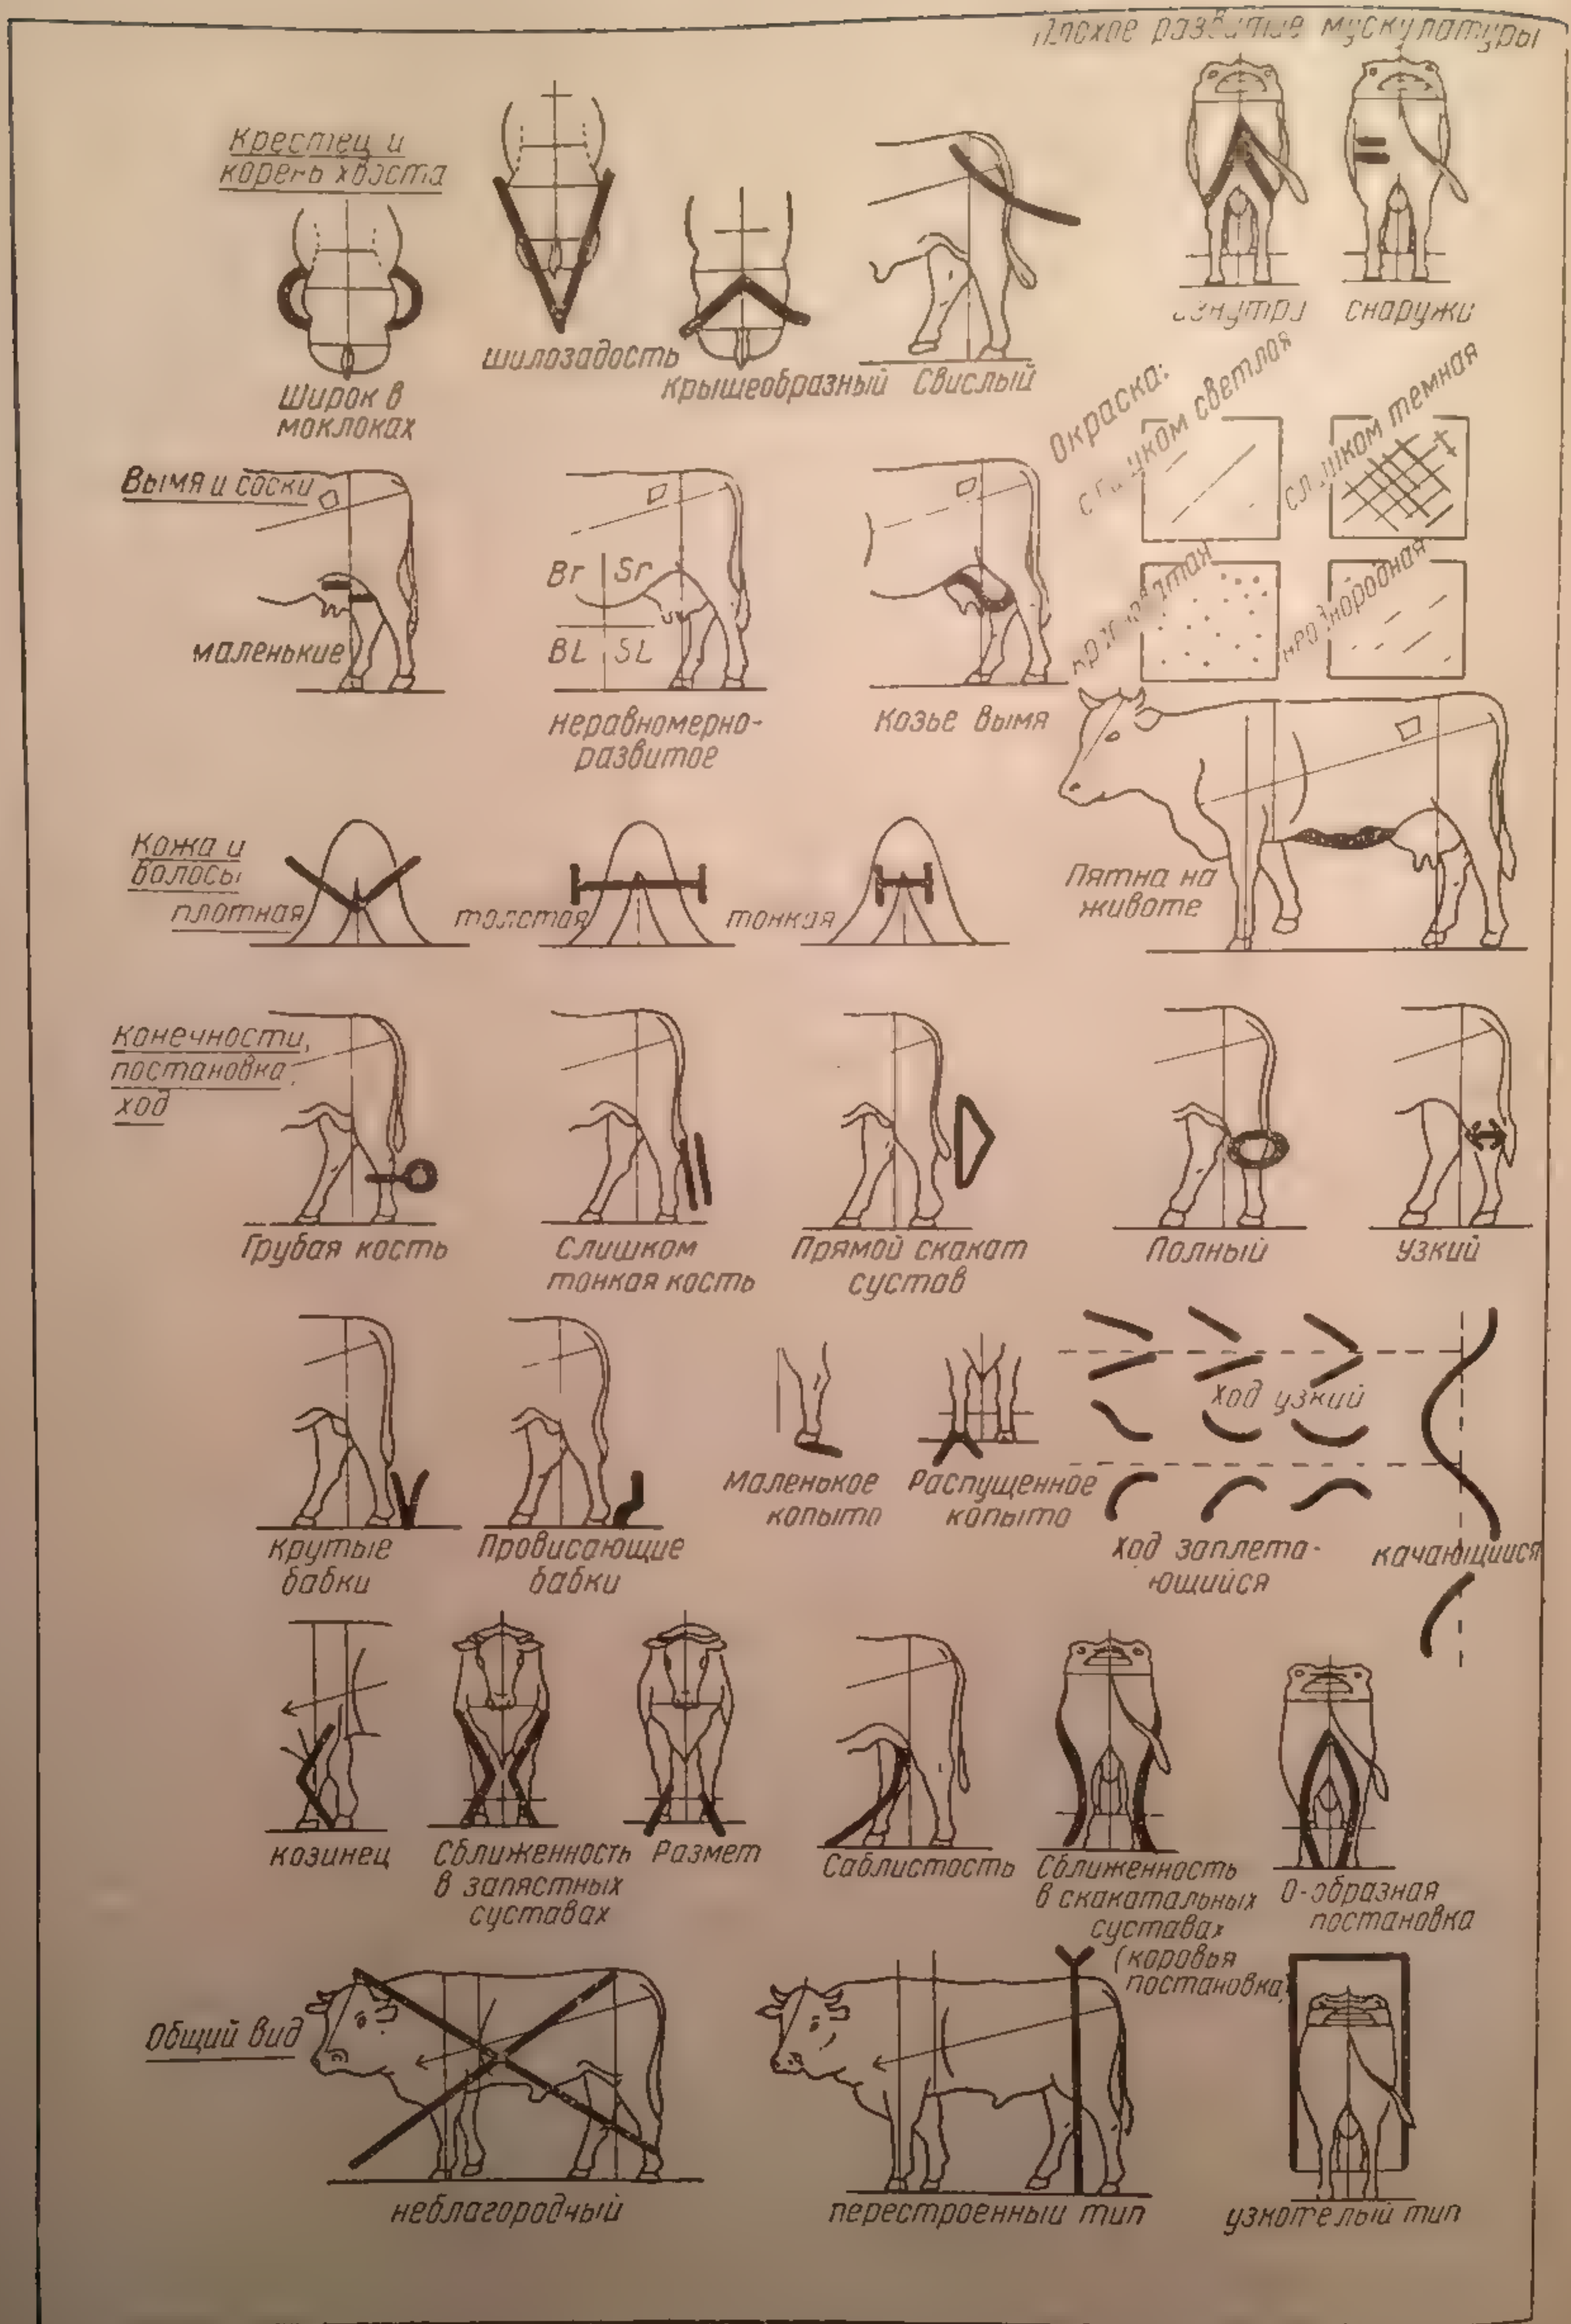 Плохое развитие мускулатуры
Крестец и
корень хвоста
Широк в
моклоках
шилозадость
крышеобразный
Свислый
изнутри
снаружи
Окраска:
слишком светлая
слишком темная
неоднородная
Вымя и соски
маленькие
Br Sr
BL SL
неравномерно-
развитое
Козье вымя
Пятна на
животе
Кожа и
волосы
плотная
толстая
тонкая
Конечности,
постановка,
ход
Грубая кость
Слишком
тонкая кость
Прямой скакат
сустав
Полный
узкий
Крутые
бабки
Провисающие
бабки
Маленькое
копыто
Распущенное
копыто
Ход узкий
Ход заплета-
ющийся
качающийся
козинец
Сближенность
в запястных
суставах
Размет
Саблистость
Сближенность
в скакательных
суставах
(коровья
постановка)
О-образная
постановка
Общий вид
неблагородный
перестроенный тип
узкотелый тип